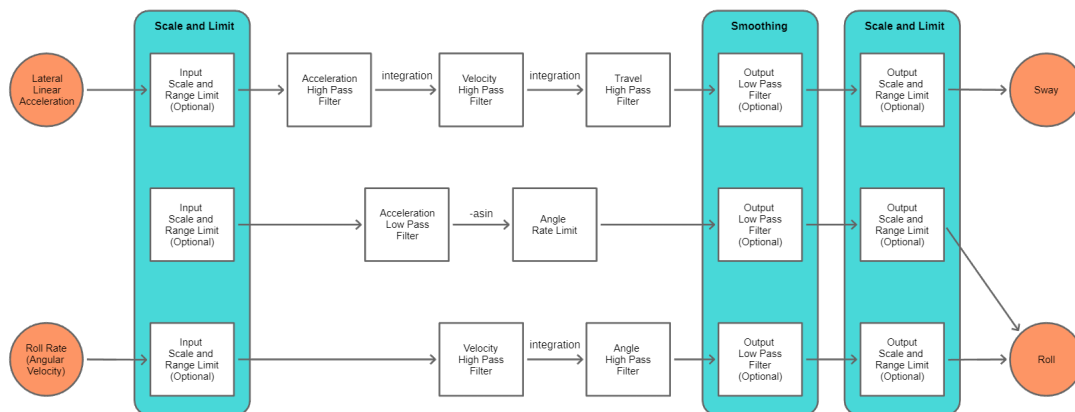 Scale and Limit
Smoothing
Scale and Limit
Lateral
Linear
Acceleration
Input
Scale and
Range Limit
(Optional)
Acceleration
High Pass
Filter
integration
Velocity
High Pass
Filter
integration
Travel
High Pass
Filter
Output
Low Pass
Filter
(Optional)
Output
Scale and
Range Limit
(Optional)
Sway
Input
Scale and
Range Limit
(Optional)
Acceleration
Low Pass
Filter
-asin
Angle
Rate Limit
Output
Low Pass
Filter
(Optional)
Output
Scale and
Range Limit
(Optional)
Roll Rate
(Angular
Velocity)
Input
Scale and
Range Limit
(Optional)
Velocity
High Pass
Filter
integration
Angle
High Pass
Filter
Output
Low Pass
Filter
(Optional)
Output
Scale and
Range Limit
(Optional)
Roll